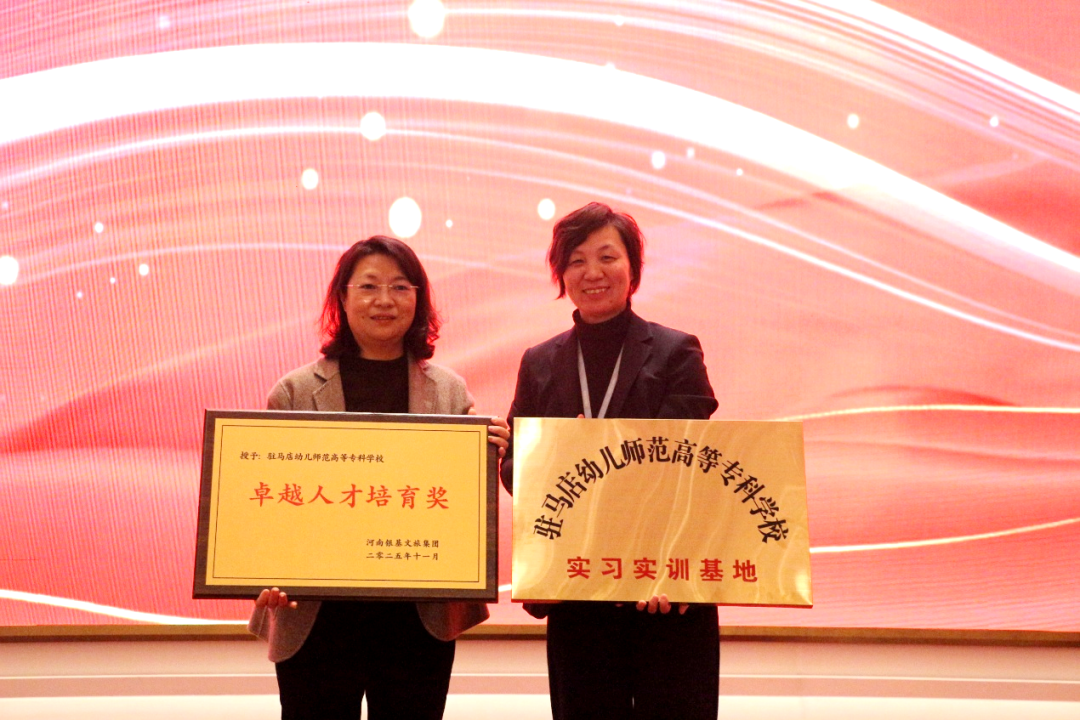 授予：驻马店幼儿师范高等专科学校
卓越人才培育奖
河南银基文旅集团
二零二五年十一月
驻马店幼儿师范高等专科学校
实习实训基地